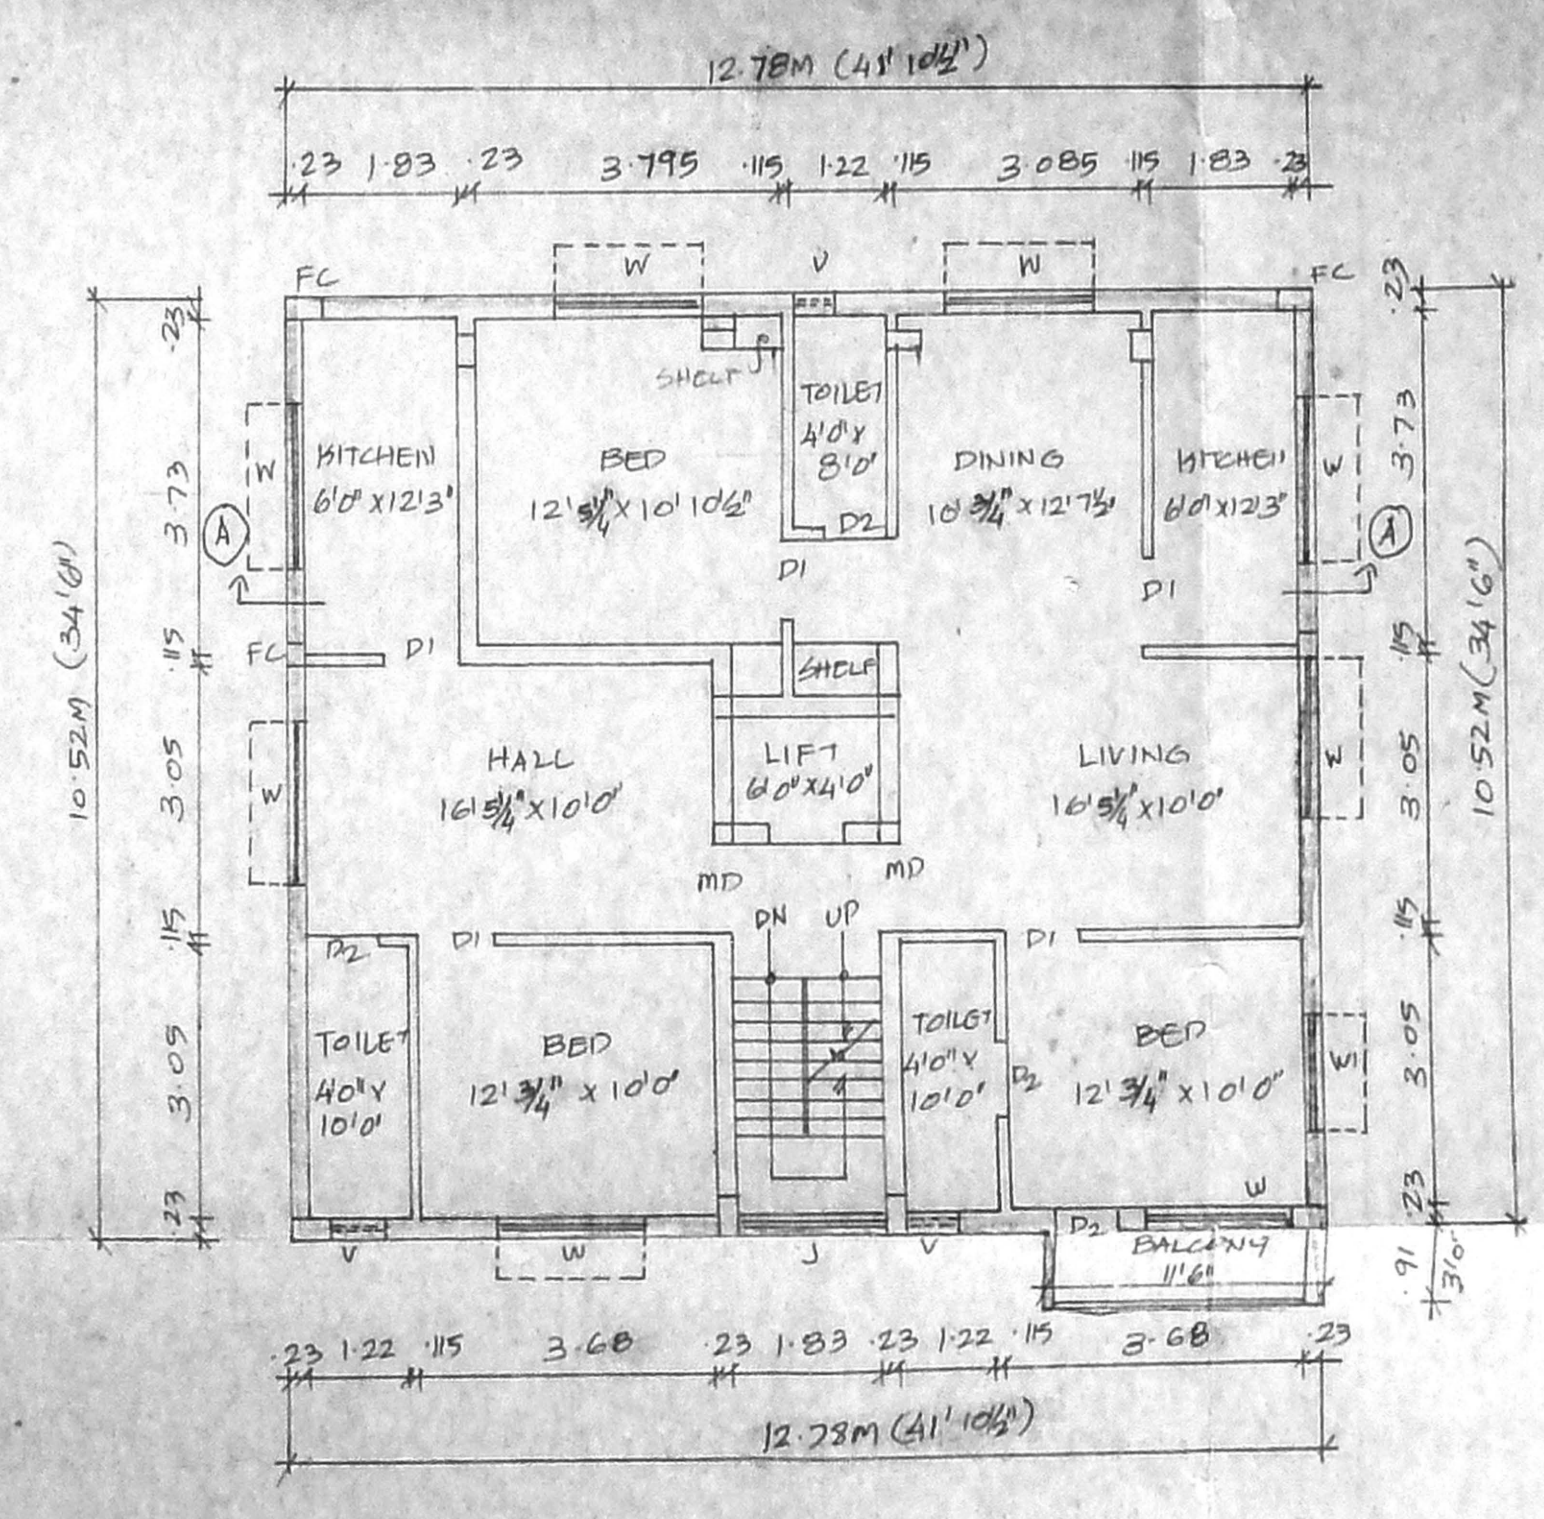 12.78M (41' 10½")
.23 1.83 .23 3.795 .115 1.22 .115 3.085 .115 1.83 .23
W V W
FC FC
.23 .23
SHELF
TOILET
4'0" X
8'0"
KITCHEN BED DINING KITCHEN
6'0" X 12'3" 12' 5¼" X 10' 10½" 10' ¾" X 12' 7½" 6'0" X 12'3"
W W
3.73 3.73
A A
D2
D1 D1
10.52M (34'6") 10.52M (34'6")
.115 .115
FC D1
SHELF
HALL LIFT LIVING
16' 5¼" X 10'0" 6'0" X 4'0" 16' 5¼" X 10'0"
W W
3.05 3.05
MD MD
DN UP
.115 .115
D2 D1 D1
TOILET BED TOILET BED
4'0" X 12' ¾" X 10'0" 4'0" X 12' ¾" X 10'0"
10'0" 10'0"
D2
W
3.05 3.05
.23 .23
W
D2
V W J V
BALCONY
11'6"
.91
3'0"
.23 1.22 .115 3.68 .23 1.83 .23 1.22 .115 3.68 .23
12.78M (41' 10½")